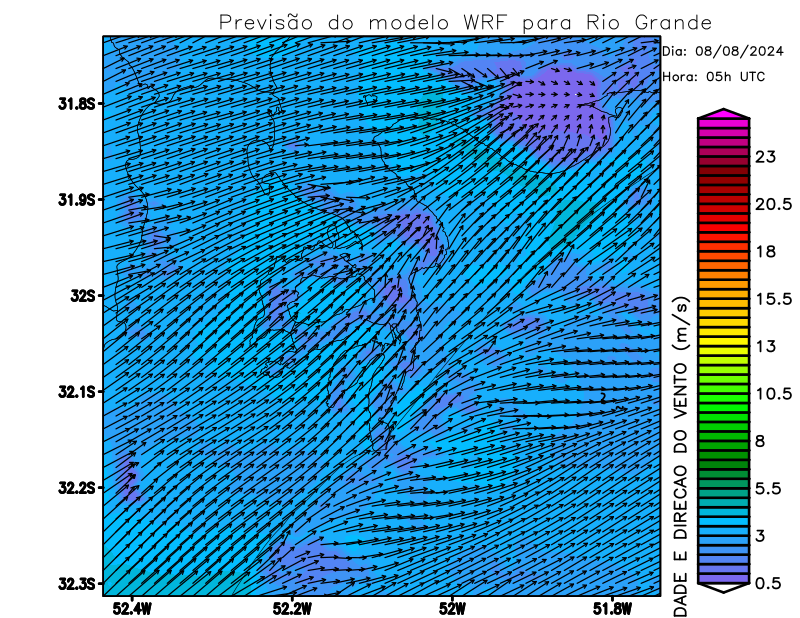 Previsão do modelo WRF para Rio Grande
Dia: 08/08/2024
Hora: 05h UTC
31.8S
31.9S
32S
32.1S
32.2S
32.3S
52.4W
52.2W
52W
51.8W
23
20.5
18
15.5
13
10.5
8
5.5
3
0.5
DADE E DIRECAO DO VENTO (m/s)